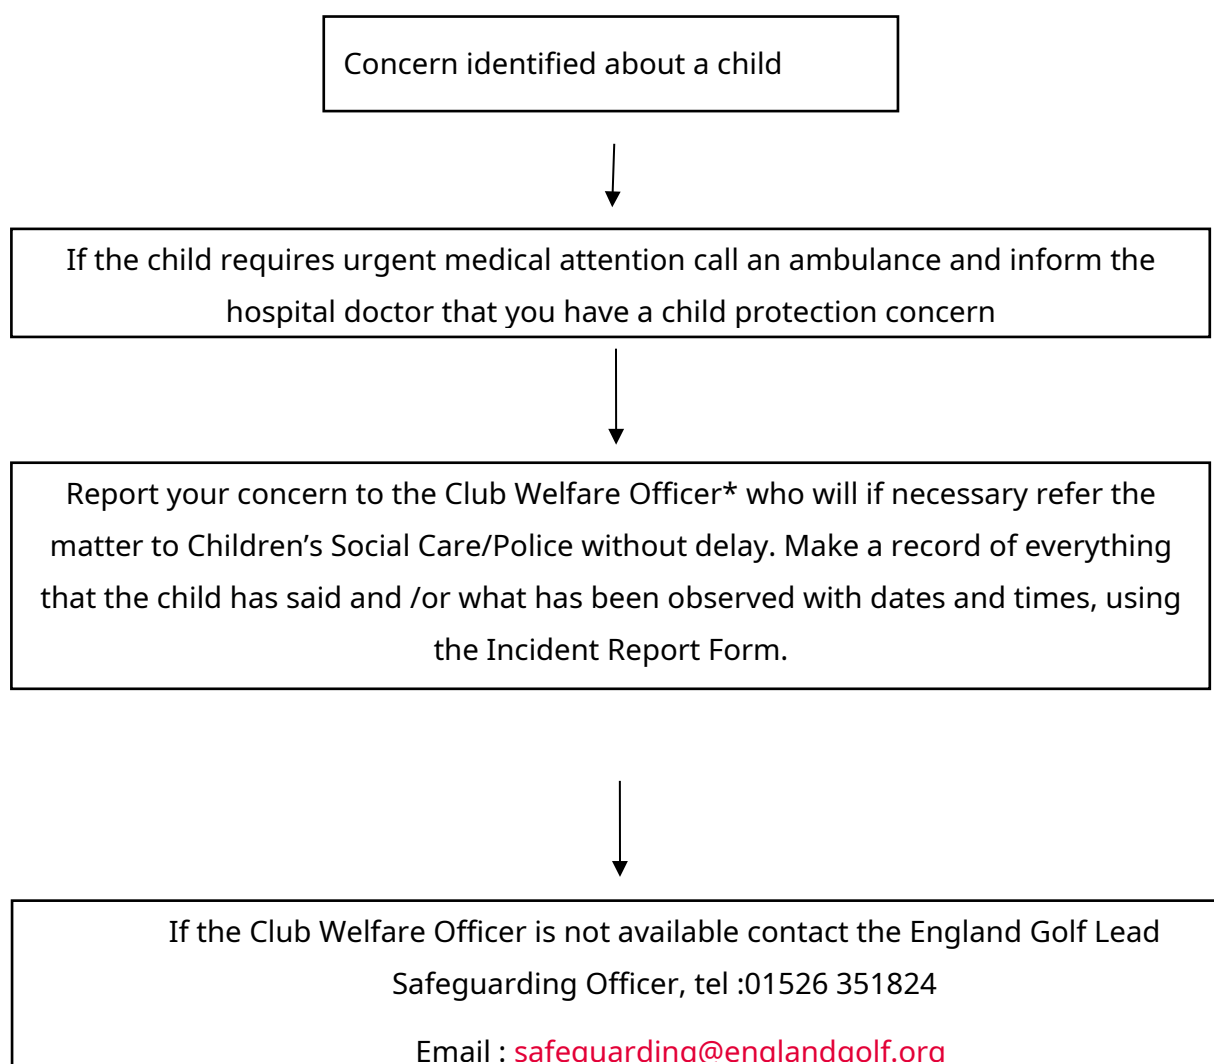 Concern identified about a child
If the child requires urgent medical attention call an ambulance and inform the
hospital doctor that you have a child protection concern
Report your concern to the Club Welfare Officer* who will if necessary refer the
matter to Children’s Social Care/Police without delay. Make a record of everything
that the child has said and /or what has been observed with dates and times, using
the Incident Report Form.
If the Club Welfare Officer is not available contact the England Golf Lead
Safeguarding Officer, tel :01526 351824
Email : safeguarding@englandgolf.org